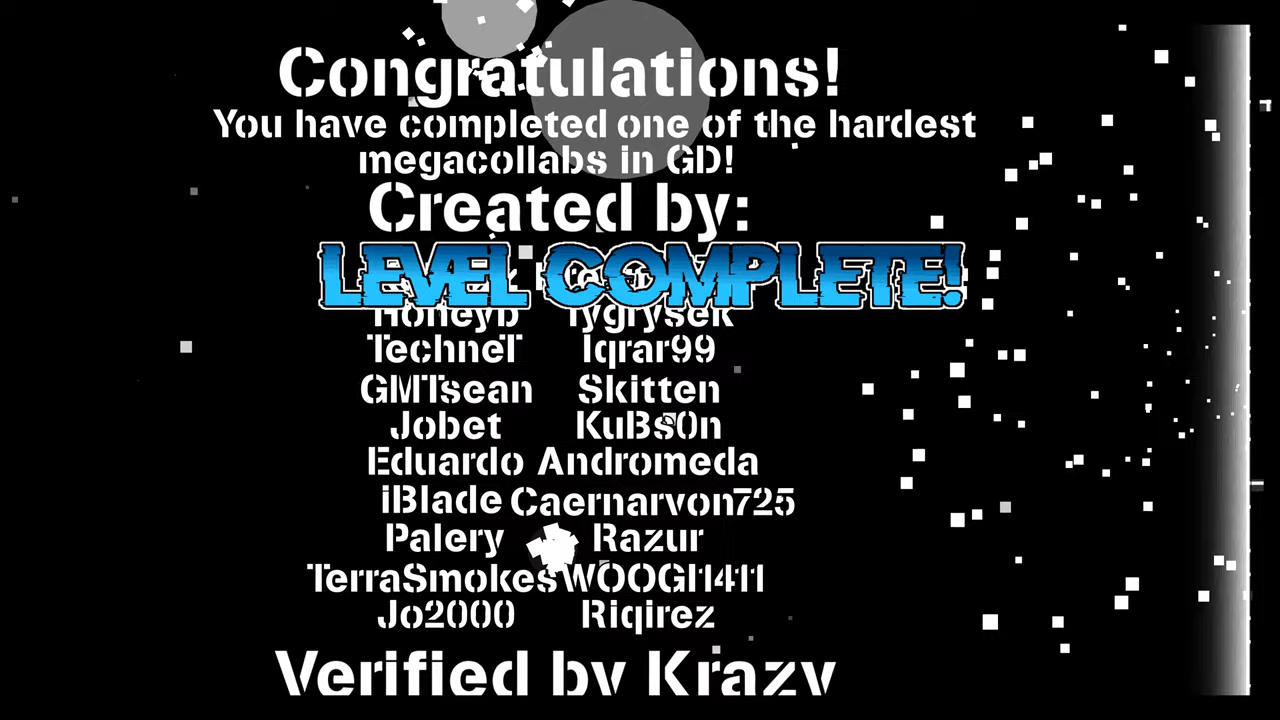 Congratulations!
You have completed one of the hardest
megacollabs in GD!
Created by:
LEVEL COMPLETE!
Honeyb Tygrysek
TechneT Iqrar99
GMTsean Skitten
Jobet KuBs0n
Eduardo Andromeda
iBlade Caernarvon725
Palery Razur
TerraSmokes WOOGI1411
Jo2000 Riqirez
Verified by Krazy